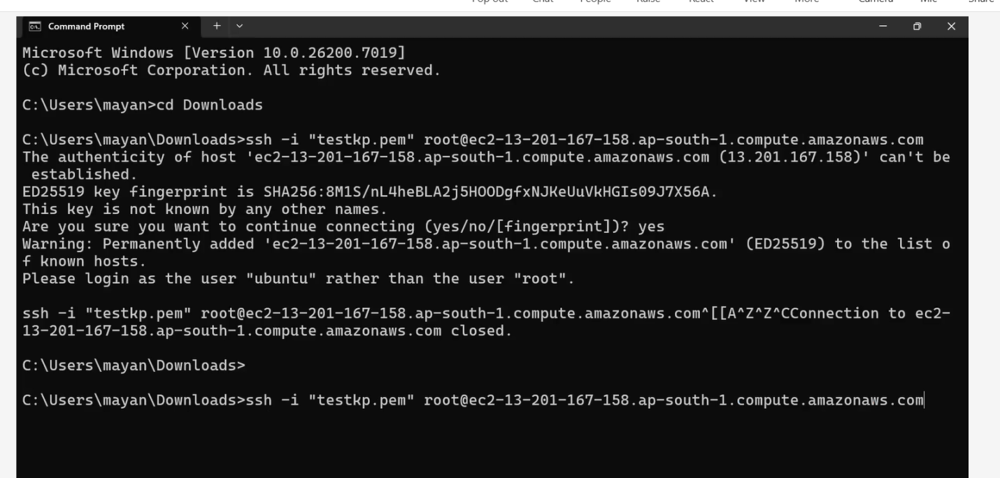 Pop out Chat People Raise React View More Camera Mic Share
Command Prompt
Microsoft Windows [Version 10.0.26200.7019]
(c) Microsoft Corporation. All rights reserved.
C:\Users\mayan>cd Downloads
C:\Users\mayan\Downloads>ssh -i "testkp.pem" root@ec2-13-201-167-158.ap-south-1.compute.amazonaws.com
The authenticity of host 'ec2-13-201-167-158.ap-south-1.compute.amazonaws.com (13.201.167.158)' can't be
established.
ED25519 key fingerprint is SHA256:8M1S/nL4heBLA2j5HOODgfxNJKeUuVkHGIs09J7X56A.
This key is not known by any other names.
Are you sure you want to continue connecting (yes/no/[fingerprint])? yes
Warning: Permanently added 'ec2-13-201-167-158.ap-south-1.compute.amazonaws.com' (ED25519) to the list o
f known hosts.
Please login as the user "ubuntu" rather than the user "root".
ssh -i "testkp.pem" root@ec2-13-201-167-158.ap-south-1.compute.amazonaws.com^[[A^Z^Z^CConnection to ec2-
13-201-167-158.ap-south-1.compute.amazonaws.com closed.
C:\Users\mayan\Downloads>
C:\Users\mayan\Downloads>ssh -i "testkp.pem" root@ec2-13-201-167-158.ap-south-1.compute.amazonaws.com